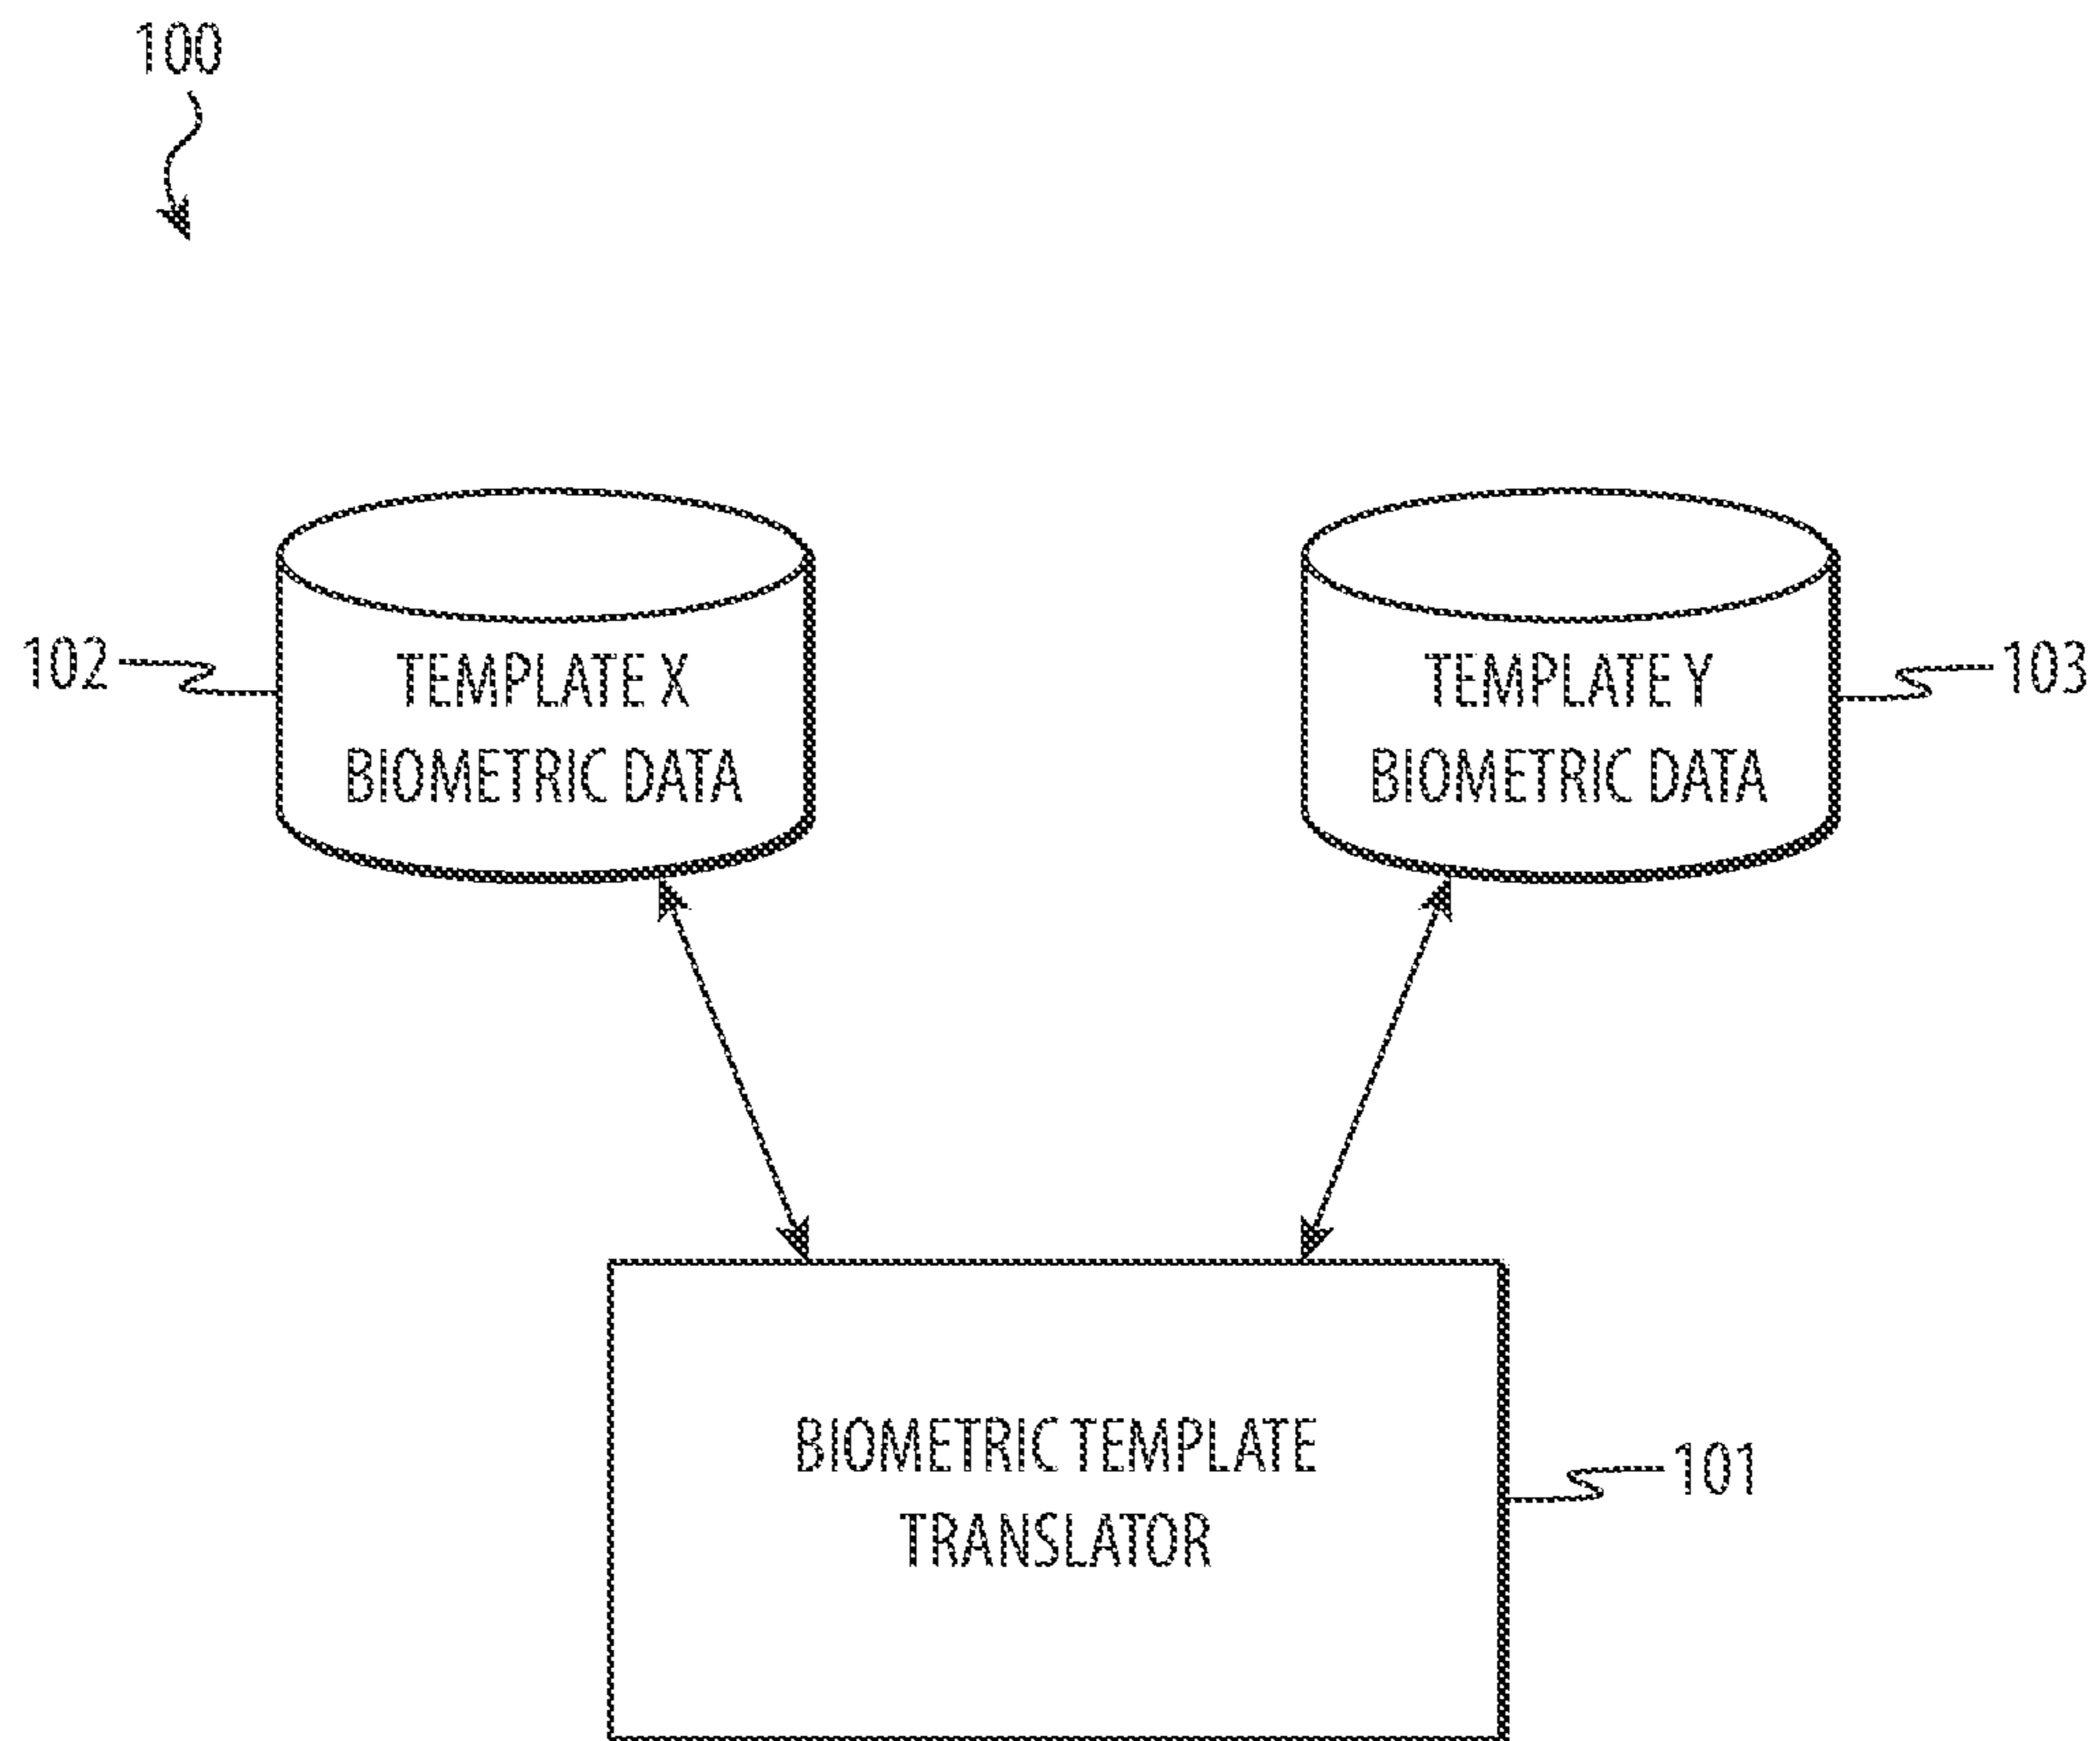 100
102
TEMPLATE X
BIOMETRIC DATA
TEMPLATE Y
BIOMETRIC DATA
103
BIOMETRIC TEMPLATE
TRANSLATOR
101